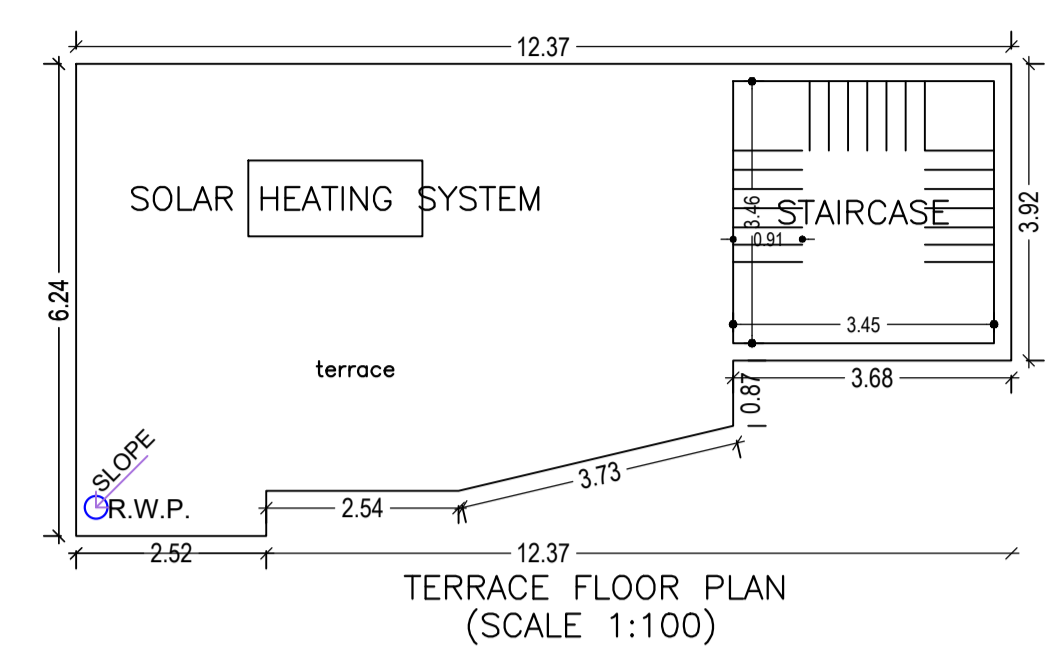 12.37
SOLAR HEATING SYSTEM
STAIRCASE
3.46
0.91
3.92
6.24
3.45
terrace
3.68
0.87
SLOPE
R.W.P.
2.54
3.73
2.52
12.37
TERRACE FLOOR PLAN
(SCALE 1:100)